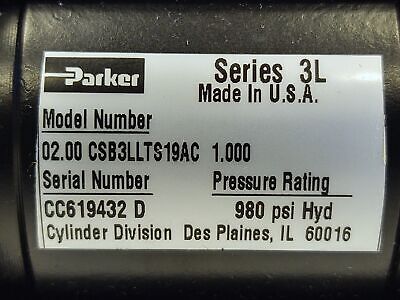 Parker Series 3L
Made In U.S.A.
Model Number
02.00 CSB3LLTS19AC 1.000
Serial Number Pressure Rating
CC619432 D 980 psi Hyd
Cylinder Division Des Plaines, IL 60016